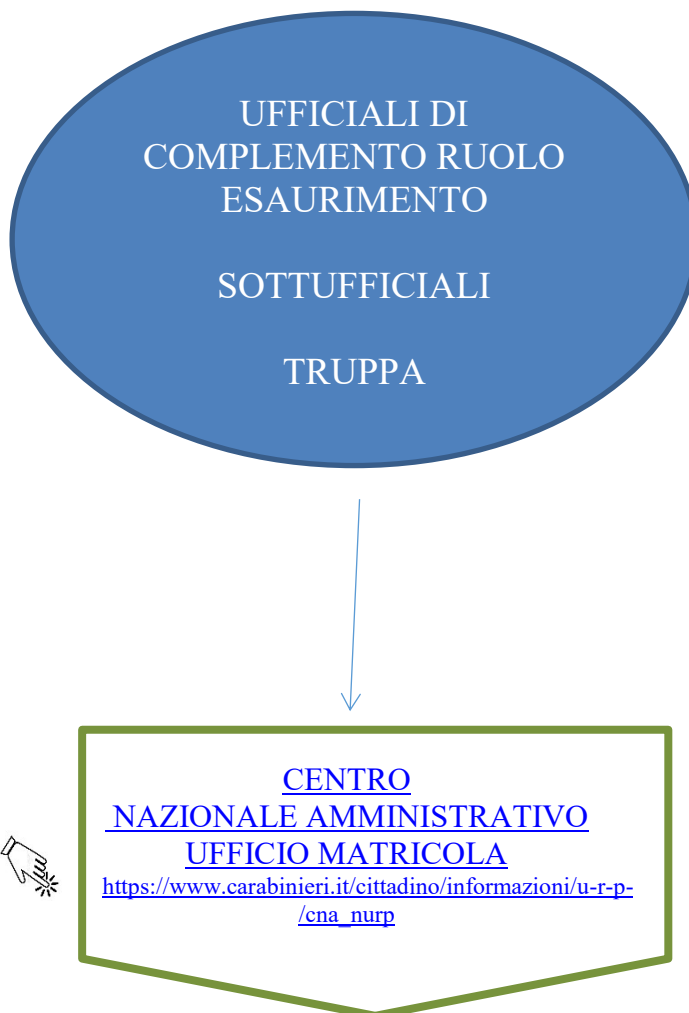 UFFICIALI DI
COMPLEMENTO RUOLO
ESAURIMENTO
SOTTUFFICIALI
TRUPPA
CENTRO
NAZIONALE AMMINISTRATIVO
UFFICIO MATRICOLA
https://www.carabinieri.it/cittadino/informazioni/u-r-p-
/cna_nurp